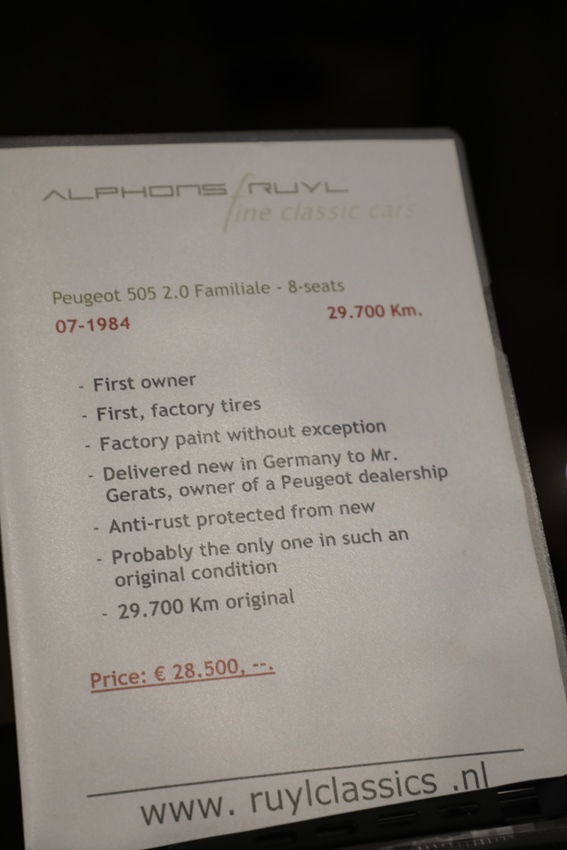 ALPHONS RUYL
fine classic cars
Peugeot 505 2.0 Familiale - 8-seats
07-1984 29.700 Km.
- First owner
- First, factory tires
- Factory paint without exception
- Delivered new in Germany to Mr.
Gerats, owner of a Peugeot dealership
- Anti-rust protected from new
- Probably the only one in such an
original condition
- 29.700 Km original
Price: € 28.500, --.
www. ruylclassics .nl